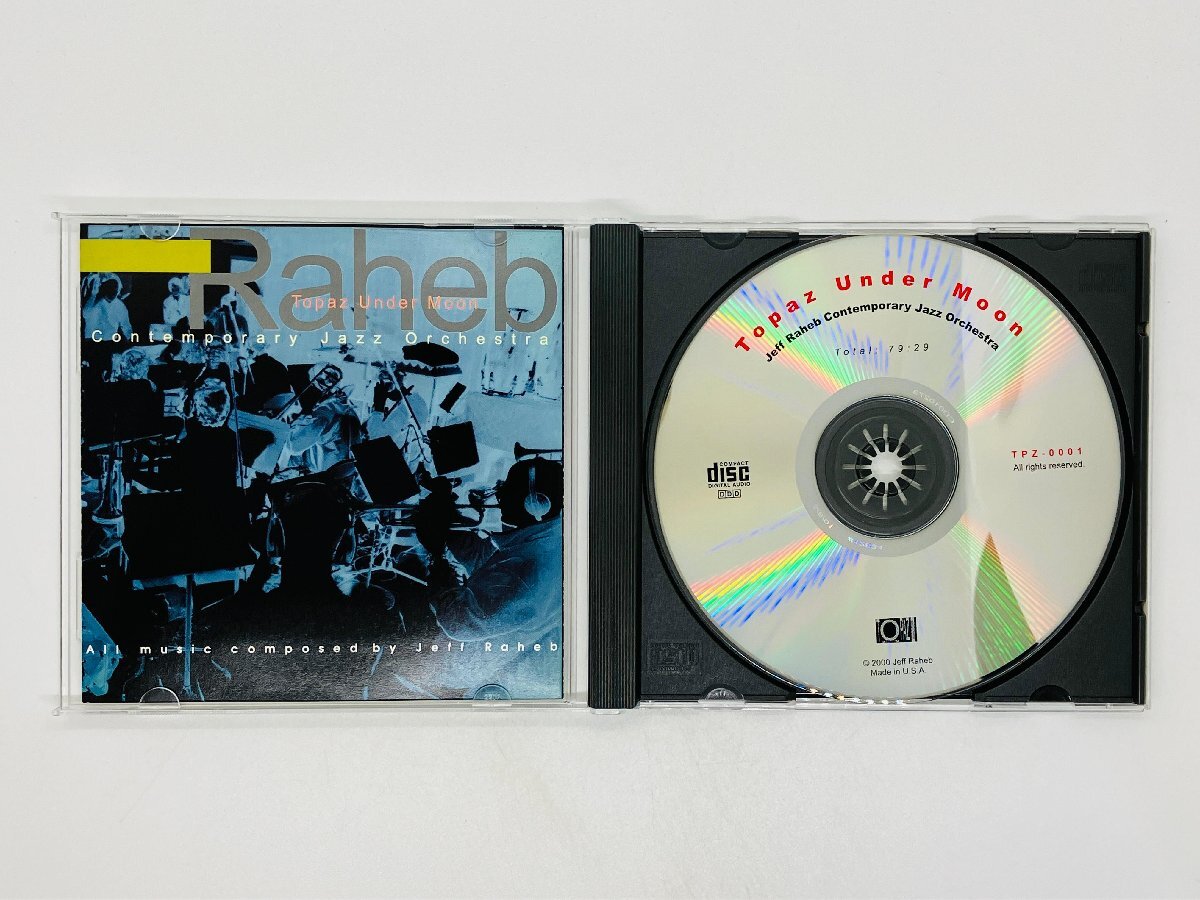 Raheb
Topaz Under Moon
Contemporary Jazz Orchestra
All music composed by Jeff Raheb
Topaz Under Moon
Jeff Raheb Contemporary Jazz Orchestra
Total: 79:29
COMPACT
disc
DIGITAL AUDIO
DDD
TPZ-0001
All rights reserved.
© 2000 Jeff Raheb
Made in U.S.A.